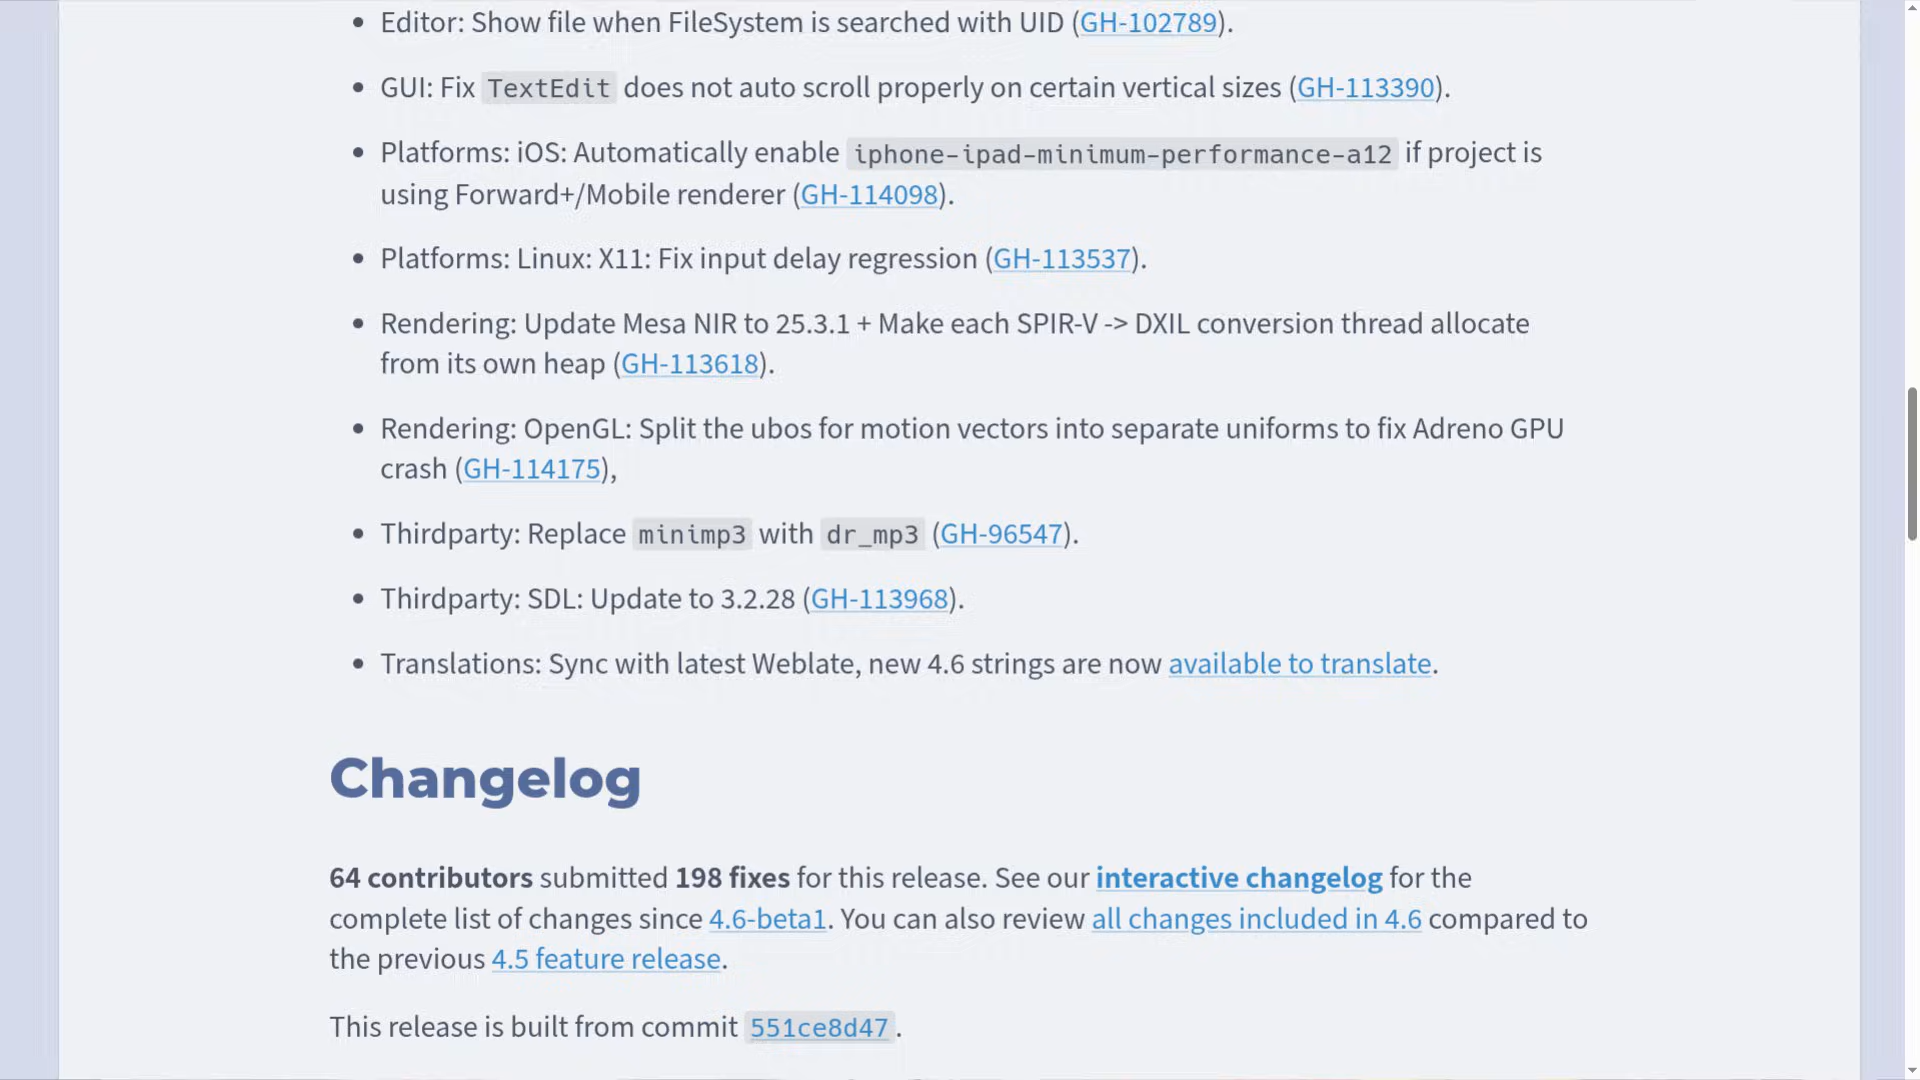 • Editor: Show file when FileSystem is searched with UID (GH-102789).
• GUI: Fix TextEdit does not auto scroll properly on certain vertical sizes (GH-113390).
• Platforms: iOS: Automatically enable iphone-ipad-minimum-performance-a12 if project is
using Forward+/Mobile renderer (GH-114098).
• Platforms: Linux: X11: Fix input delay regression (GH-113537).
• Rendering: Update Mesa NIR to 25.3.1 + Make each SPIR-V -> DXIL conversion thread allocate
from its own heap (GH-113618).
• Rendering: OpenGL: Split the ubos for motion vectors into separate uniforms to fix Adreno GPU
crash (GH-114175),
• Thirdparty: Replace minimp3 with dr_mp3 (GH-96547).
• Thirdparty: SDL: Update to 3.2.28 (GH-113968).
• Translations: Sync with latest Weblate, new 4.6 strings are now available to translate.
Changelog
64 contributors submitted 198 fixes for this release. See our interactive changelog for the
complete list of changes since 4.6-beta1. You can also review all changes included in 4.6 compared to
the previous 4.5 feature release.
This release is built from commit 551ce8d47.